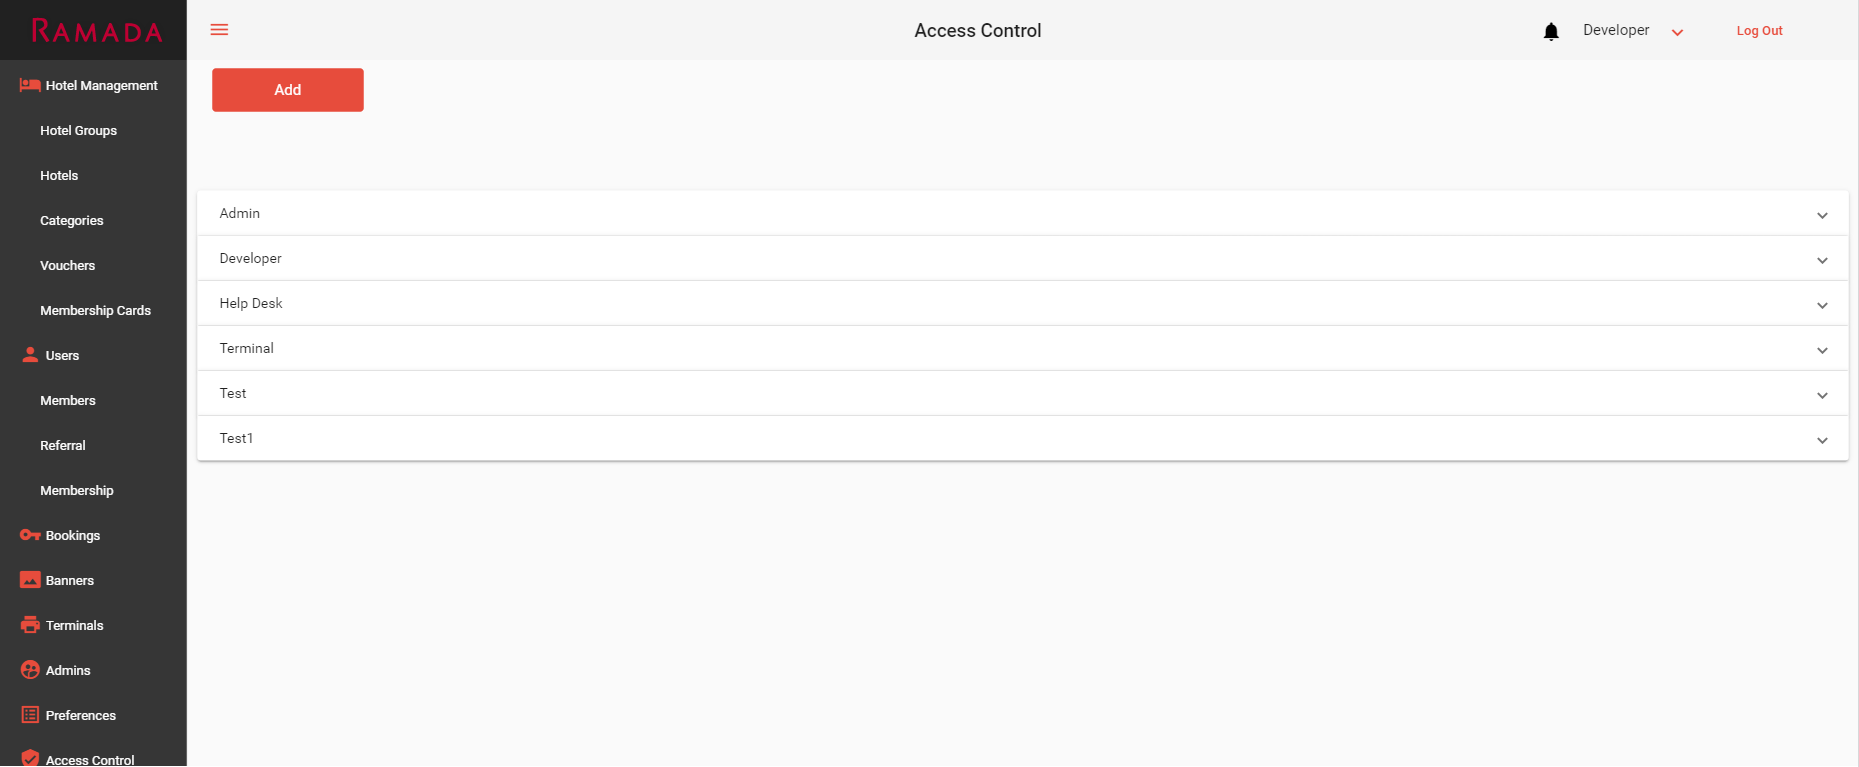 RAMADA
Access Control
Developer
Log Out
Hotel Management
Hotel Groups
Hotels
Categories
Vouchers
Membership Cards
Users
Members
Referral
Membership
Bookings
Banners
Terminals
Admins
Preferences
Access Control
Add
Admin
Developer
Help Desk
Terminal
Test
Test1